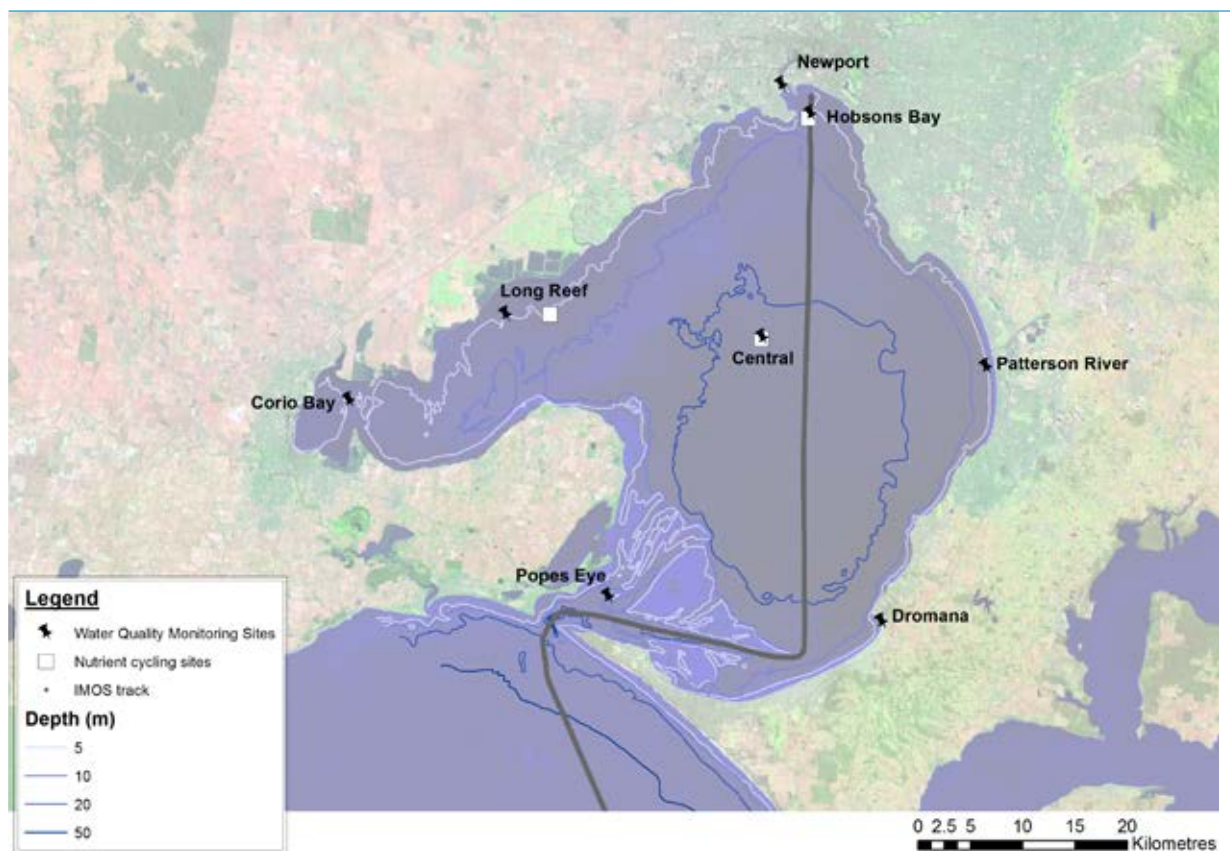 Newport
Hobsons Bay
Long Reef
Central
Patterson River
Corio Bay
Popes Eye
Dromana
Legend
Water Quality Monitoring Sites
Nutrient cycling sites
IMOS track
Depth (m)
5
10
20
50
0 2.5 5 10 15 20
Kilometres